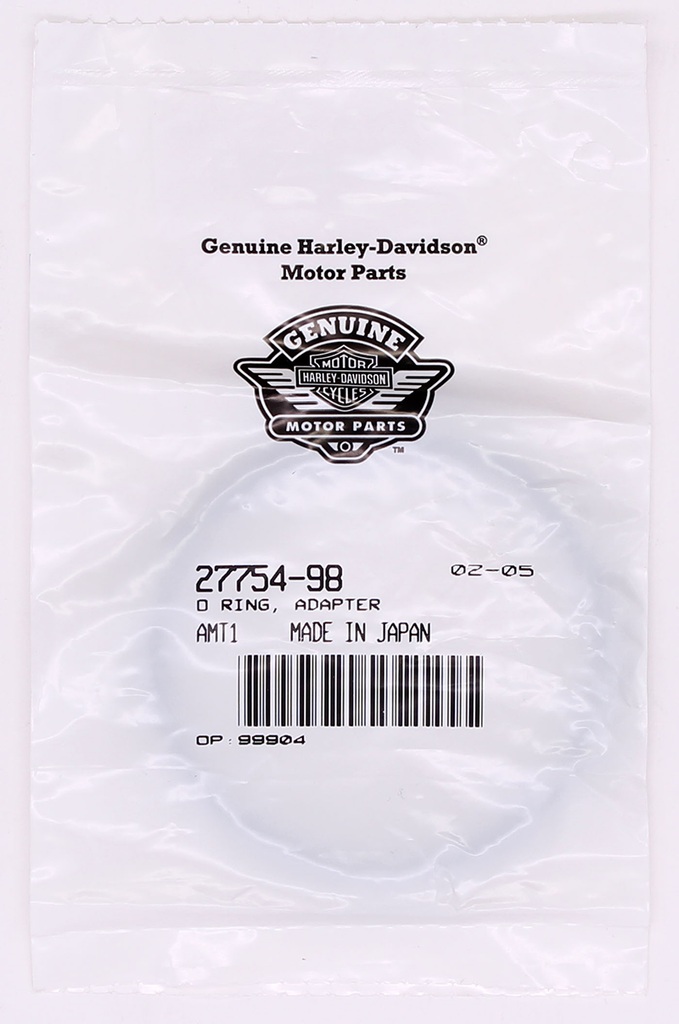 Genuine Harley-Davidson®
Motor Parts
GENUINE
MOTOR
HARLEY-DAVIDSON
CYCLES
MOTOR PARTS
TM
27754-98 02-05
O RING, ADAPTER
AMT1 MADE IN JAPAN
OP: 99904